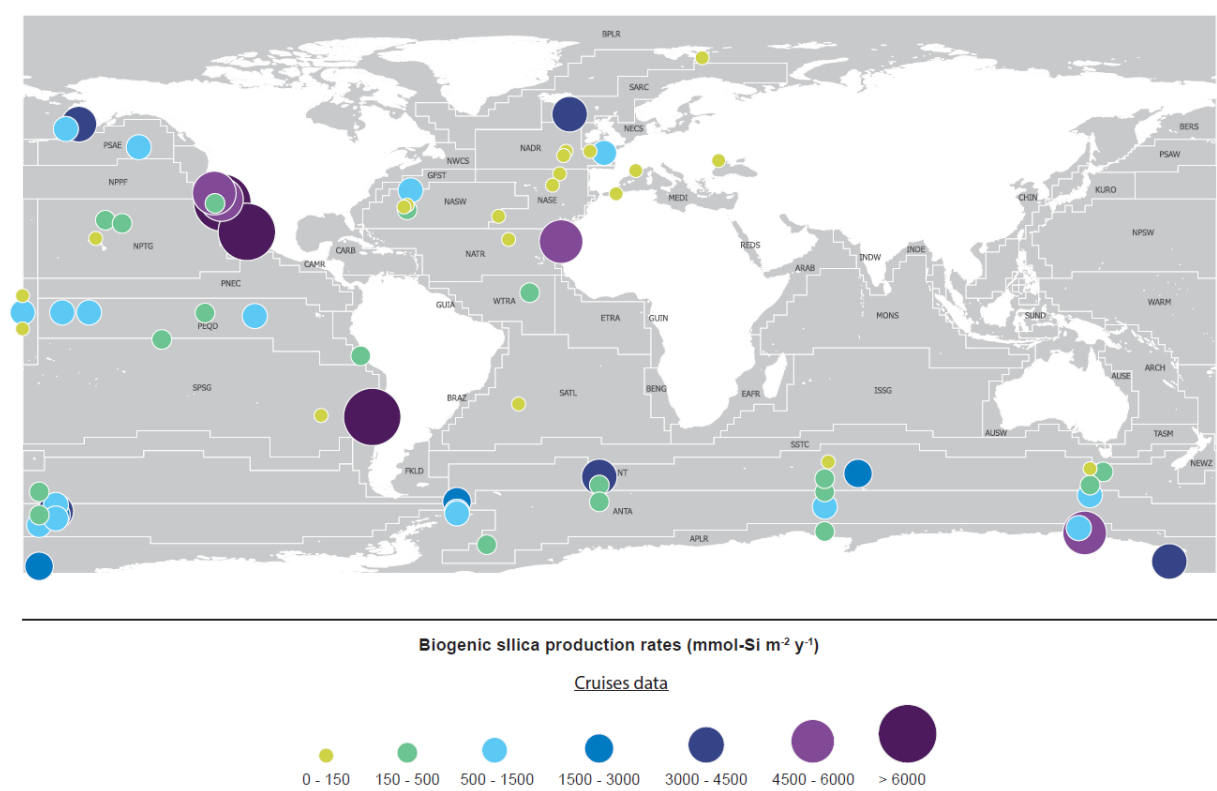 BPLR
SARC
BERS
NECS
PSAE
NADR
PSAW
NWCS
GFST
NPPF
KURO
MEDI
CHIN
NASW
NASE
NPSW
NPTG
REDS
CARB
NATR
INDW
INDE
CAMR
ARAB
PNEC
GUIA
WTRA
WARM
ETRA
GUIN
MONS
SUND
PEQD
ARCH
AUSE
SPSG
BENG
ISSG
BRAZ
SATL
EAFR
AUSW
TASM
SSTC
NEWZ
FKLD
NT
ANTA
APLR
Biogenic sIlica production rates (mmol-Si m-2 y-1)
Cruises data
0 - 150 150 - 500 500 - 1500 1500 - 3000 3000 - 4500 4500 - 6000 > 6000